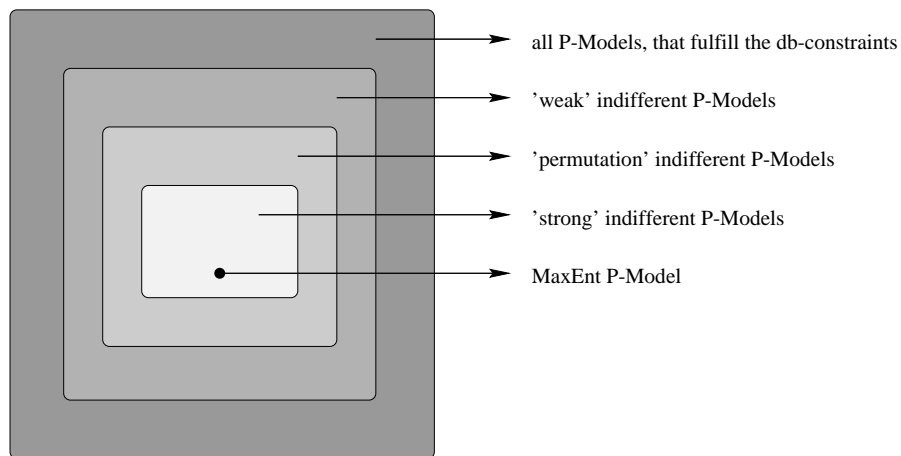 all P-Models, that fulfill the db-constraints
’weak’ indifferent P-Models
’permutation’ indifferent P-Models
’strong’ indifferent P-Models
MaxEnt P-Model